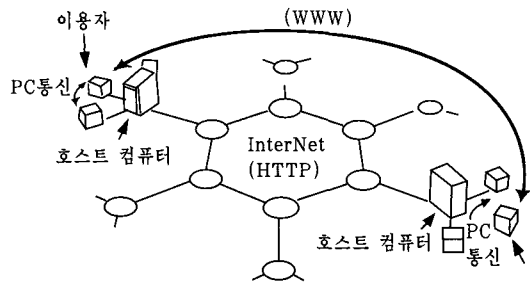 이용자
(WWW)
PC통신
호스트 컴퓨터
InterNet
(HTTP)
호스트 컴퓨터
PC
통신